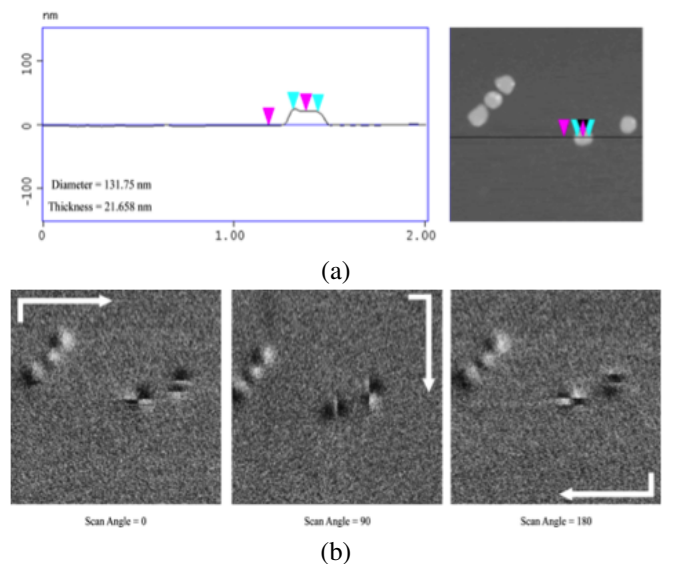 nm
100
0
-100
Diameter = 131.75 nm
Thickness = 21.658 nm
0
1.00
2.00
(a)
Scan Angle = 0
Scan Angle = 90
Scan Angle = 180
(b)